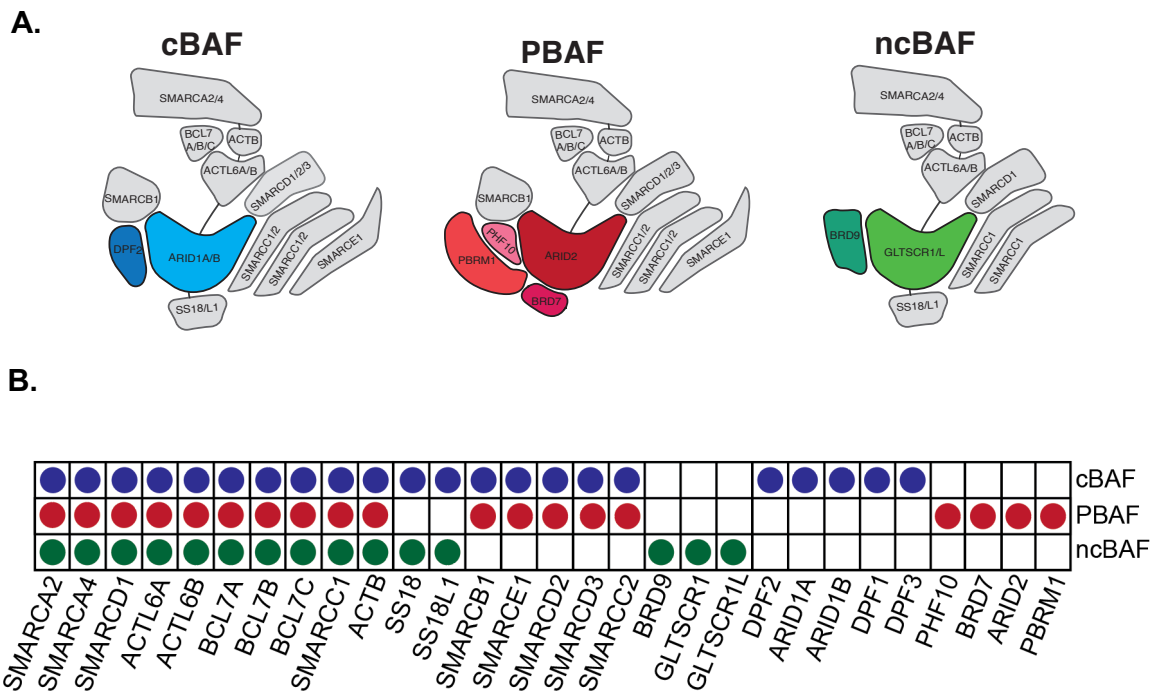 A.
cBAF
PBAF
ncBAF
SMARCA2/4
BCL7
A/B/C
ACTB
ACTL6A/B
SMARCD1/2/3
SMARCB1
DPF2
ARID1A/B
SMARCC1/2
SMARCC1/2
SMARCE1
SS18/L1
SMARCA2/4
BCL7
A/B/C
ACTB
ACTL6A/B
SMARCD1/2/3
SMARCB1
PHF10
PBRM1
ARID2
BRD7
SMARCC1/2
SMARCC1/2
SMARCE1
SMARCA2/4
BCL7
A/B/C
ACTB
ACTL6A/B
SMARCD1
BRD9
GLTSCR1/L
SMARCC1
SMARCC1
SS18/L1
B.
cBAF
PBAF
ncBAF
SMARCA2
SMARCA4
SMARCD1
ACTL6A
ACTL6B
BCL7A
BCL7B
BCL7C
SMARCC1
ACTB
SS18
SS18L1
SMARCB1
SMARCE1
SMARCD2
SMARCD3
SMARCC2
BRD9
GLTSCR1
GLTSCR1L
DPF2
ARID1A
ARID1B
DPF1
DPF3
PHF10
BRD7
ARID2
PBRM1